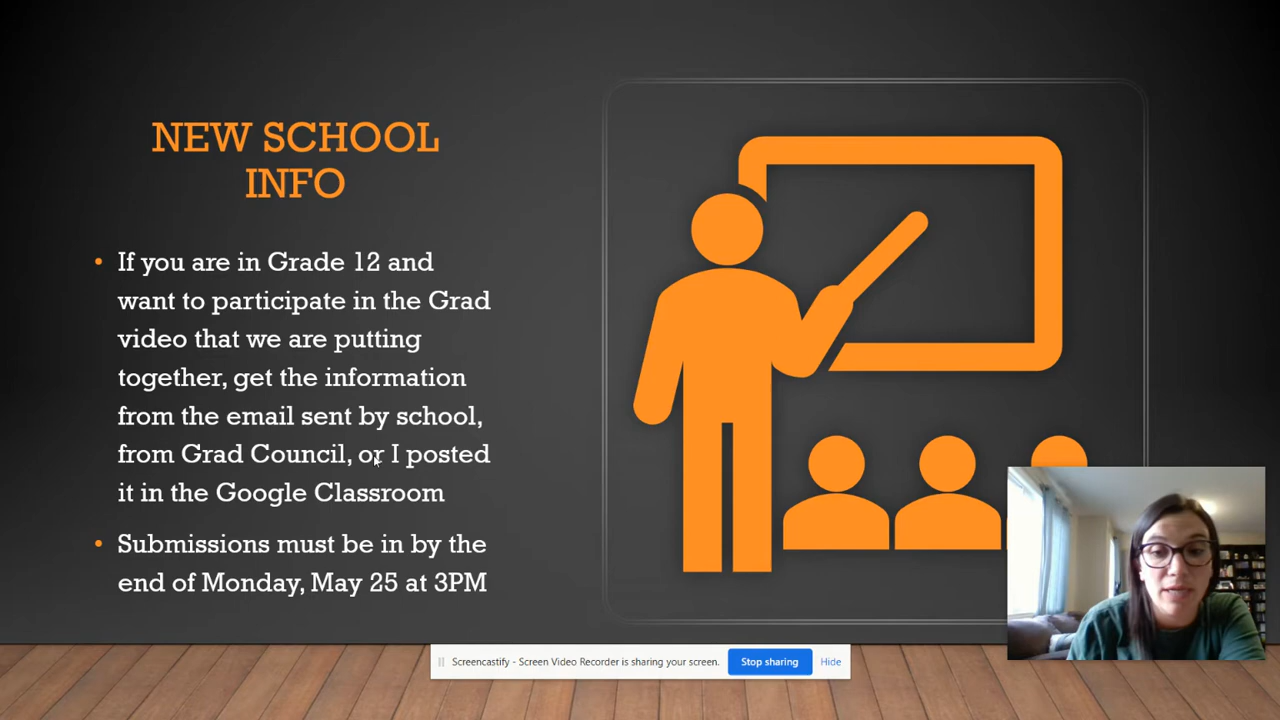 NEW SCHOOL
INFO
If you are in Grade 12 and
want to participate in the Grad
video that we are putting
together, get the information
from the email sent by school,
from Grad Council, or I posted
it in the Google Classroom
Submissions must be in by the
end of Monday, May 25 at 3PM
Screencastify - Screen Video Recorder is sharing your screen. Stop sharing Hide